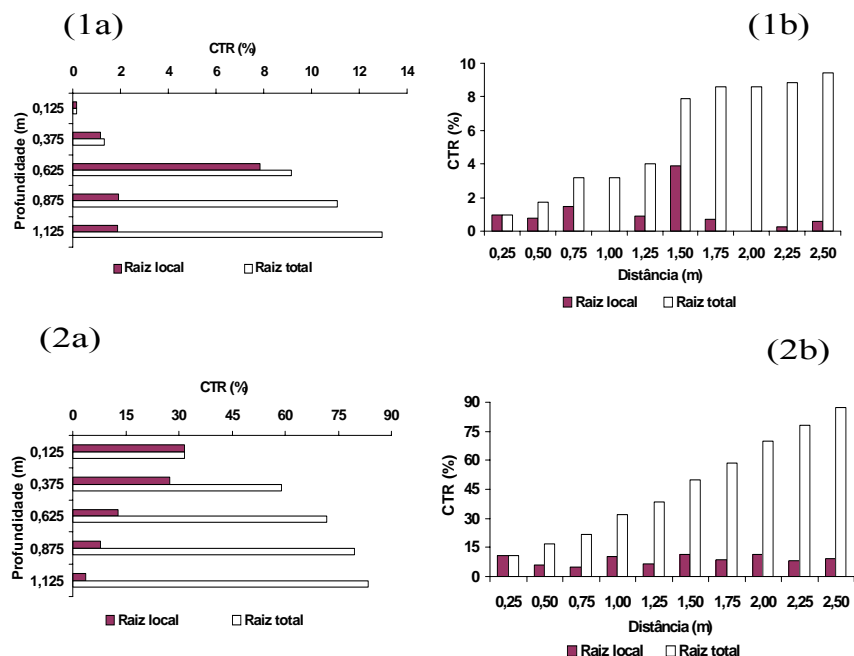 (1a)
CTR (%)
0 2 4 6 8 10 12 14
Profundidade (m)
0,125
0,375
0,625
0,875
1,125
Raiz local Raiz total
(1b)
CTR (%)
10
8
6
4
2
0
0,25 0,50 0,75 1,00 1,25 1,50 1,75 2,00 2,25 2,50
Distância (m)
Raiz local Raiz total
(2a)
CTR (%)
0 15 30 45 60 75 90
Profundidade (m)
0,125
0,375
0,625
0,875
1,125
Raiz local Raiz total
(2b)
CTR (%)
90
75
60
45
30
15
0
0,25 0,50 0,75 1,00 1,25 1,50 1,75 2,00 2,25 2,50
Distância (m)
Raiz local Raiz total